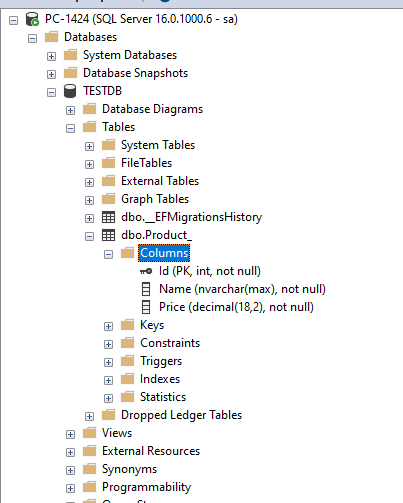 PC-1424 (SQL Server 16.0.1000.6 - sa)
Databases
System Databases
Database Snapshots
TESTDB
Database Diagrams
Tables
System Tables
FileTables
External Tables
Graph Tables
dbo.__EFMigrationsHistory
dbo.Product_
Columns
Id (PK, int, not null)
Name (nvarchar(max), not null)
Price (decimal(18,2), not null)
Keys
Constraints
Triggers
Indexes
Statistics
Dropped Ledger Tables
Views
External Resources
Synonyms
Programmability